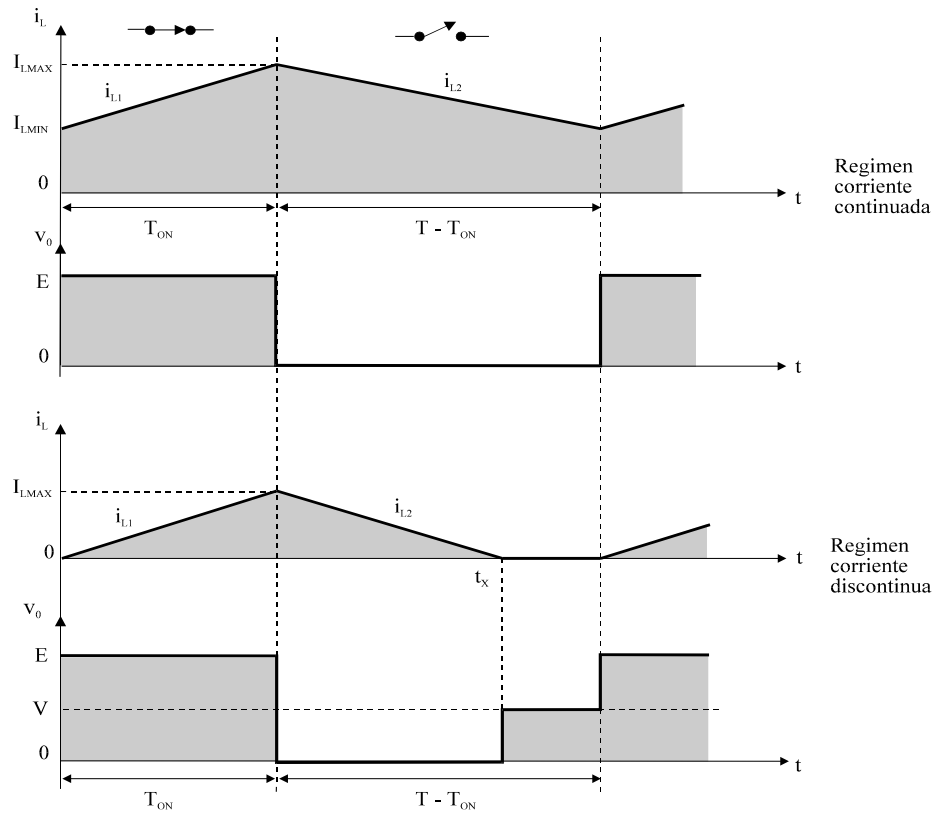 i_L
I_LMAX
i_L1
i_L2
I_LMIN
0
t
Regimen
corriente
continuada
T_ON
T - T_ON
v_0
E
0
t
i_L
I_LMAX
i_L1
i_L2
0
t
t_X
Regimen
corriente
discontinua
v_0
E
V
0
t
T_ON
T - T_ON